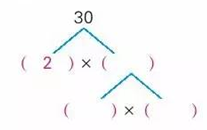 30
( 2 ) × ( )
( ) × ( )